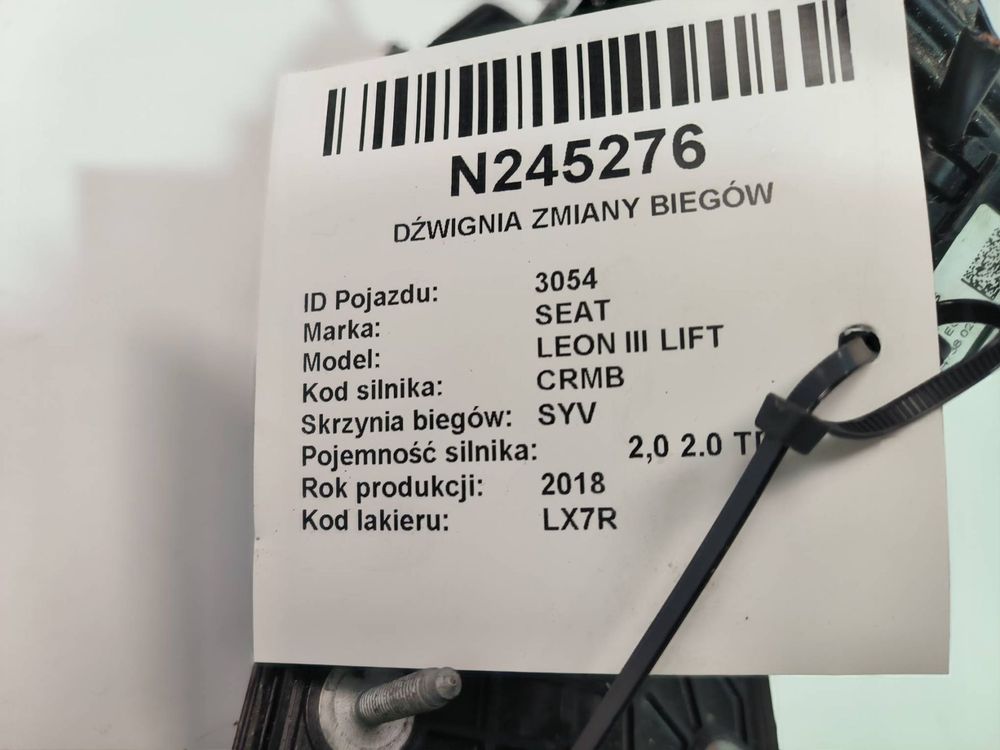 N245276
DŹWIGNIA ZMIANY BIEGÓW
ID Pojazdu: 3054
Marka: SEAT
Model: LEON III LIFT
Kod silnika: CRMB
Skrzynia biegów: SYV
Pojemność silnika: 2,0 2.0
Rok produkcji: 2018
Kod lakieru: LX7R